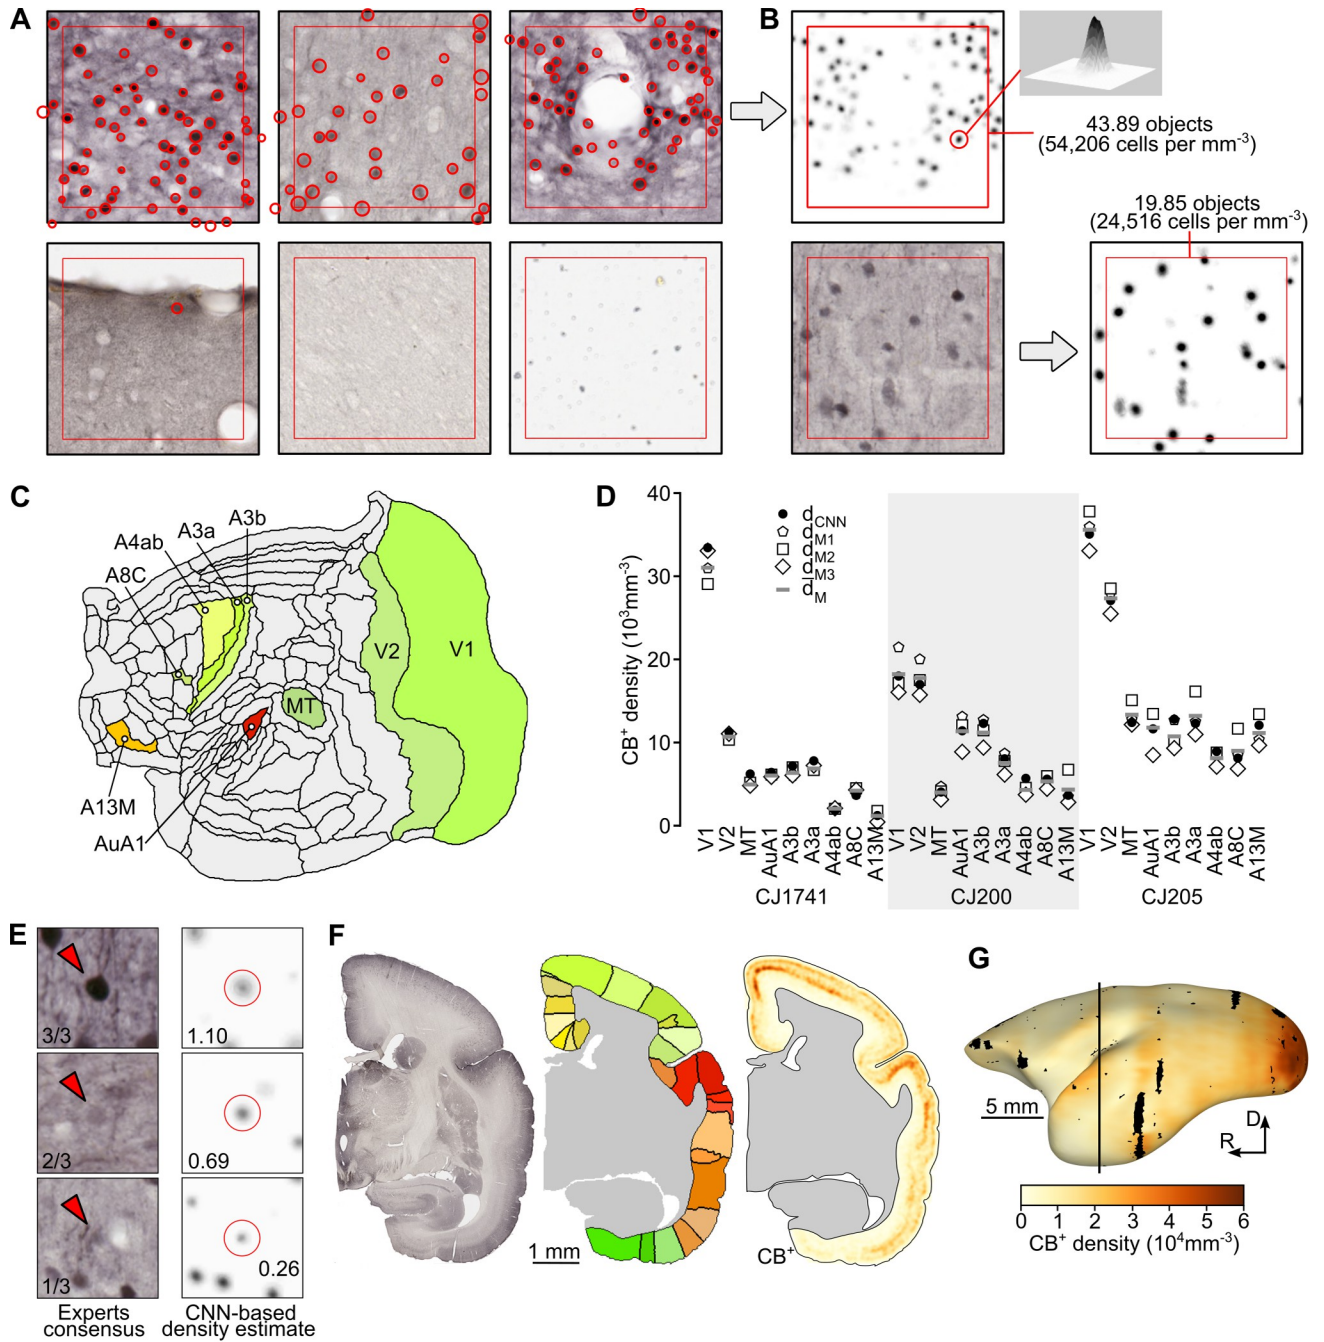 A
B
43.89 objects
(54,206 cells per mm-3)
19.85 objects
(24,516 cells per mm-3)
C
A3b
A3a
A4ab
A8C
V2
V1
MT
A13M
AuA1
D
CB+ density (10³mm-3)
40
30
20
10
0
dCNN
dM1
dM2
dM3
d̅M
V1 V2 MT AuA1 A3b A3a A4ab A8C A13M
V1 V2 MT AuA1 A3b A3a A4ab A8C A13M
V1 V2 MT AuA1 A3b A3a A4ab A8C A13M
CJ1741 CJ200 CJ205
E
3/3
1.10
2/3
0.69
1/3
0.26
Experts
consensus
CNN-based
density estimate
F
1 mm
CB+
G
5 mm
D
R
0 1 2 3 4 5 6
CB+ density (10⁴mm-3)